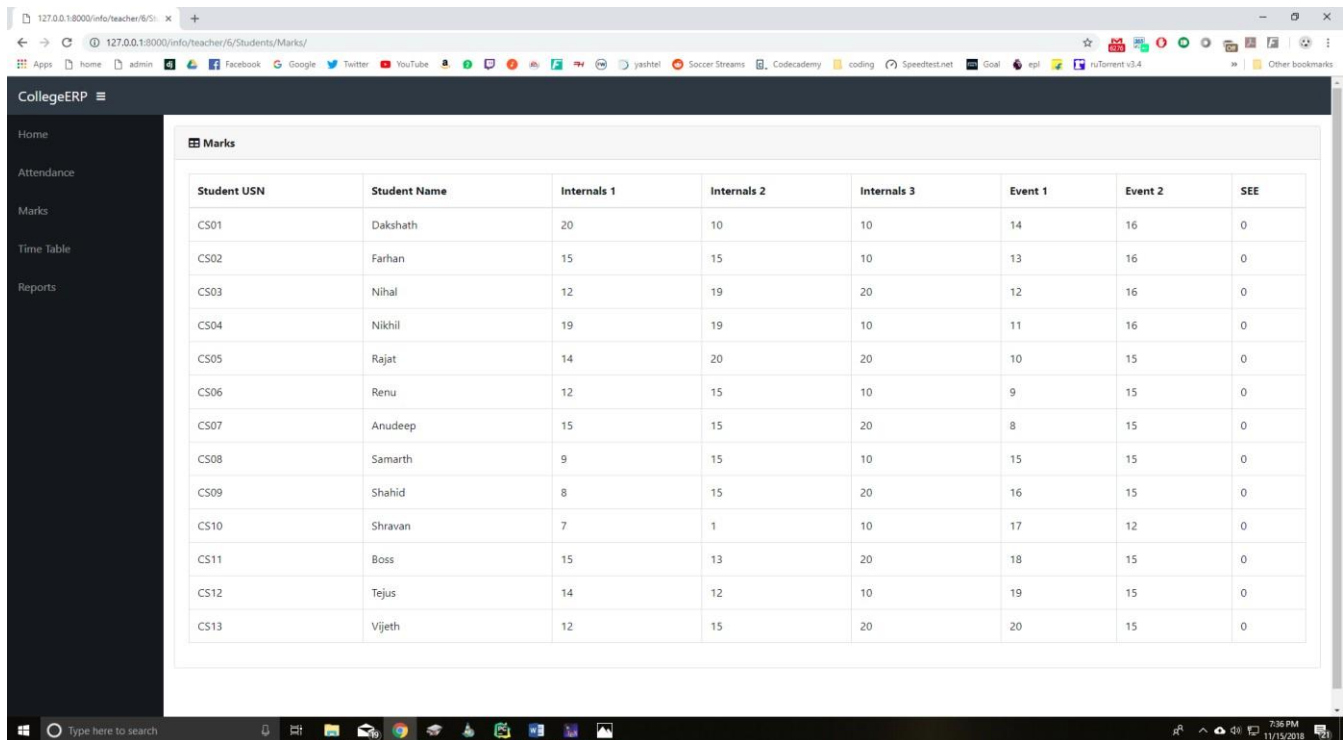 127.0.0.1:8000/info/teacher/6/St
127.0.0.1:8000/info/teacher/6/Students/Marks/
Apps home admin Facebook Google Twitter YouTube yashtel Soccer Streams Codecademy coding Speedtest.net Goal epl ruTorrent v3.4 Other bookmarks
CollegeERP
Home
Attendance
Marks
Time Table
Reports
Marks
Student USN Student Name Internals 1 Internals 2 Internals 3 Event 1 Event 2 SEE
CS01 Dakshath 20 10 10 14 16 0
CS02 Farhan 15 15 10 13 16 0
CS03 Nihal 12 19 20 12 16 0
CS04 Nikhil 19 19 10 11 16 0
CS05 Rajat 14 20 20 10 15 0
CS06 Renu 12 15 10 9 15 0
CS07 Anudeep 15 15 20 8 15 0
CS08 Samarth 9 15 10 15 15 0
CS09 Shahid 8 15 20 16 15 0
CS10 Shravan 7 1 10 17 12 0
CS11 Boss 15 13 20 18 15 0
CS12 Tejus 14 12 10 19 15 0
CS13 Vijeth 12 15 20 20 15 0
Type here to search
7:36 PM
11/15/2018